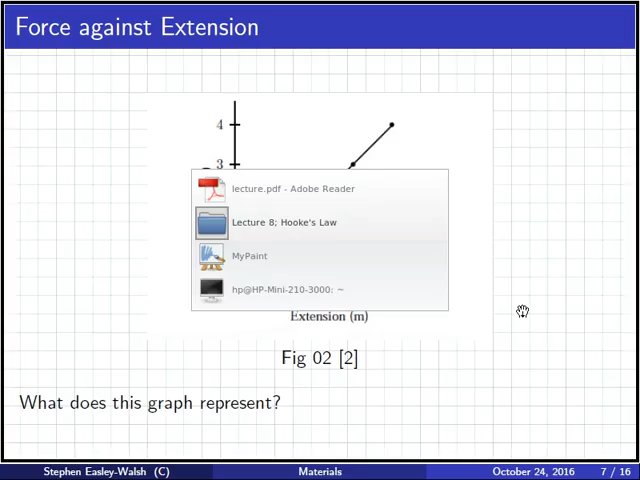 Force against Extension
4
3
lecture.pdf - Adobe Reader
Lecture 8; Hooke's Law
MyPaint
hp@HP-Mini-210-3000: ~
Extension (m)
Fig 02 [2]
What does this graph represent?
Stephen Easley-Walsh (C) Materials October 24, 2016 7 / 16